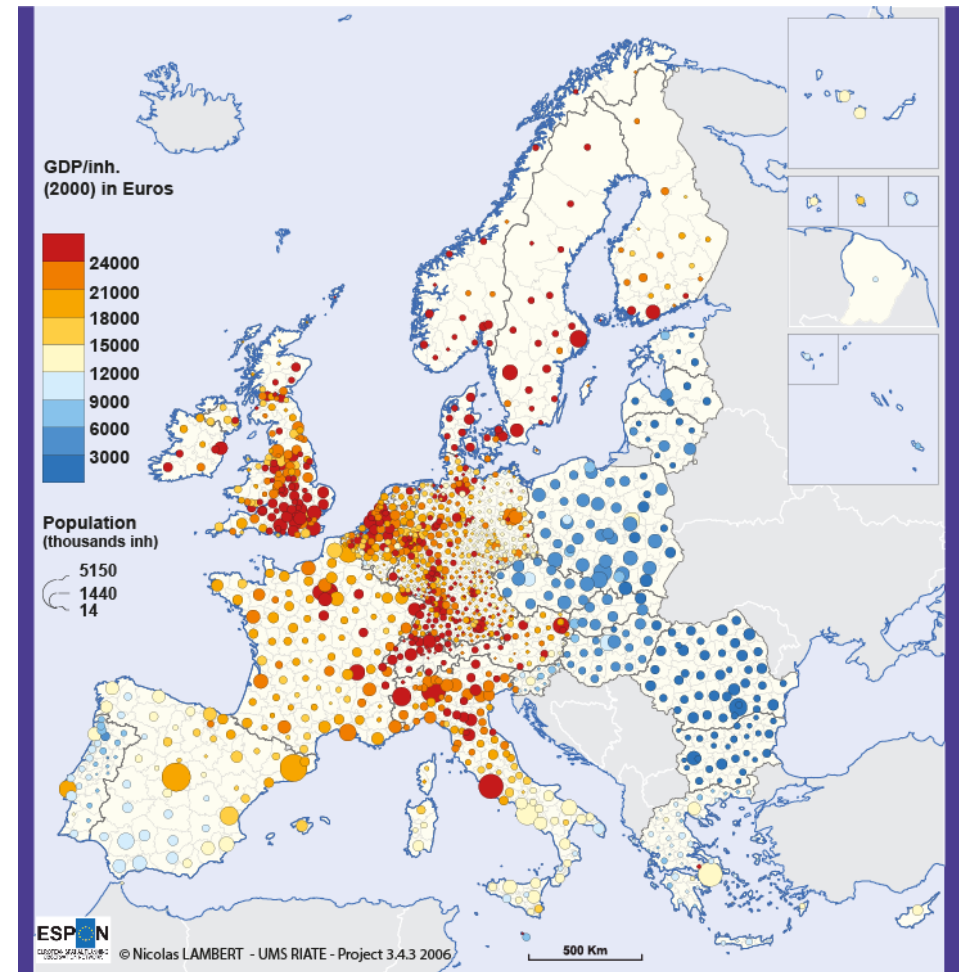 GDP/inh.
(2000) in Euros
24000
21000
18000
15000
12000
9000
6000
3000
Population
(thousands inh)
5150
1440
14
ESPON
© Nicolas LAMBERT - UMS RIATE - Project 3.4.3 2006
500 Km